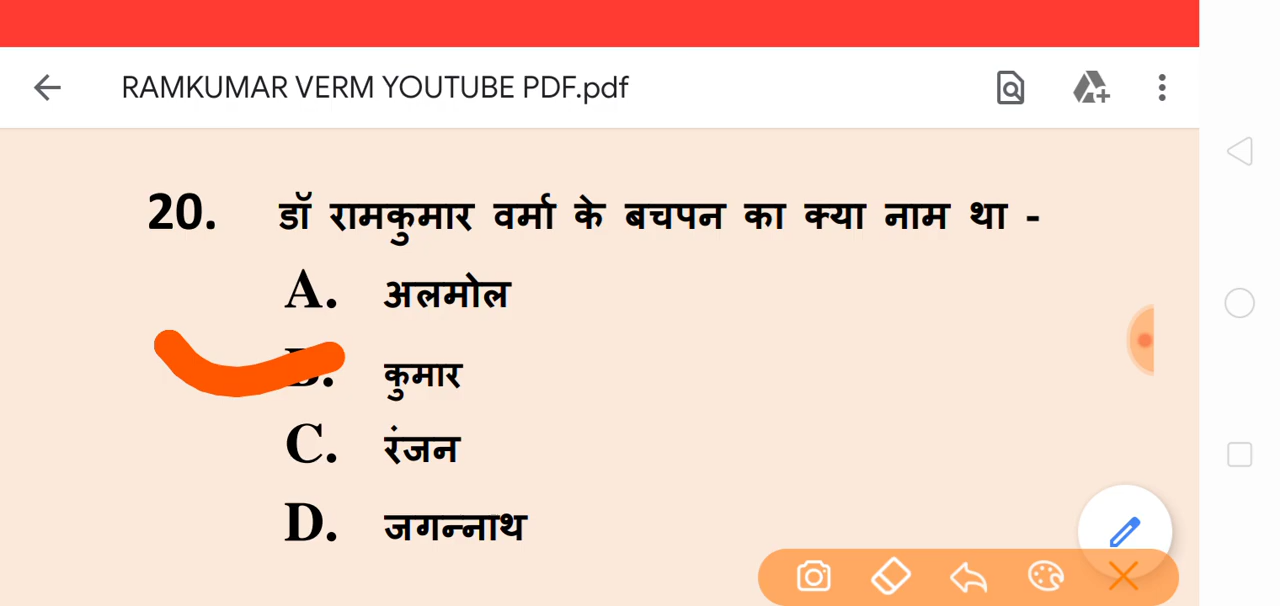 RAMKUMAR VERM YOUTUBE PDF.pdf
20. डॉ रामकुमार वर्मा के बचपन का क्या नाम था -
A. अलमोल
B. कुमार
C. रंजन
D. जगन्नाथ